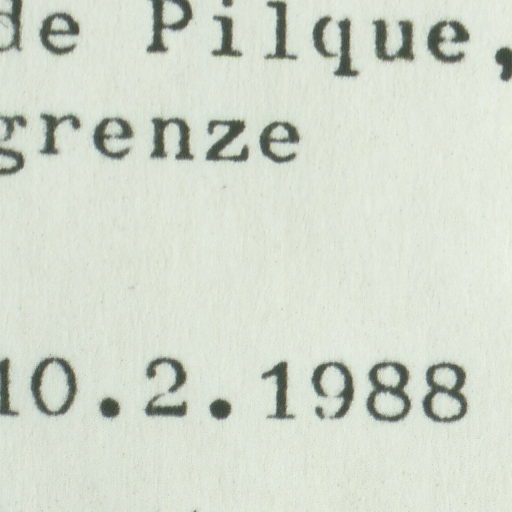 de Pilque,
grenze
10.2.1988